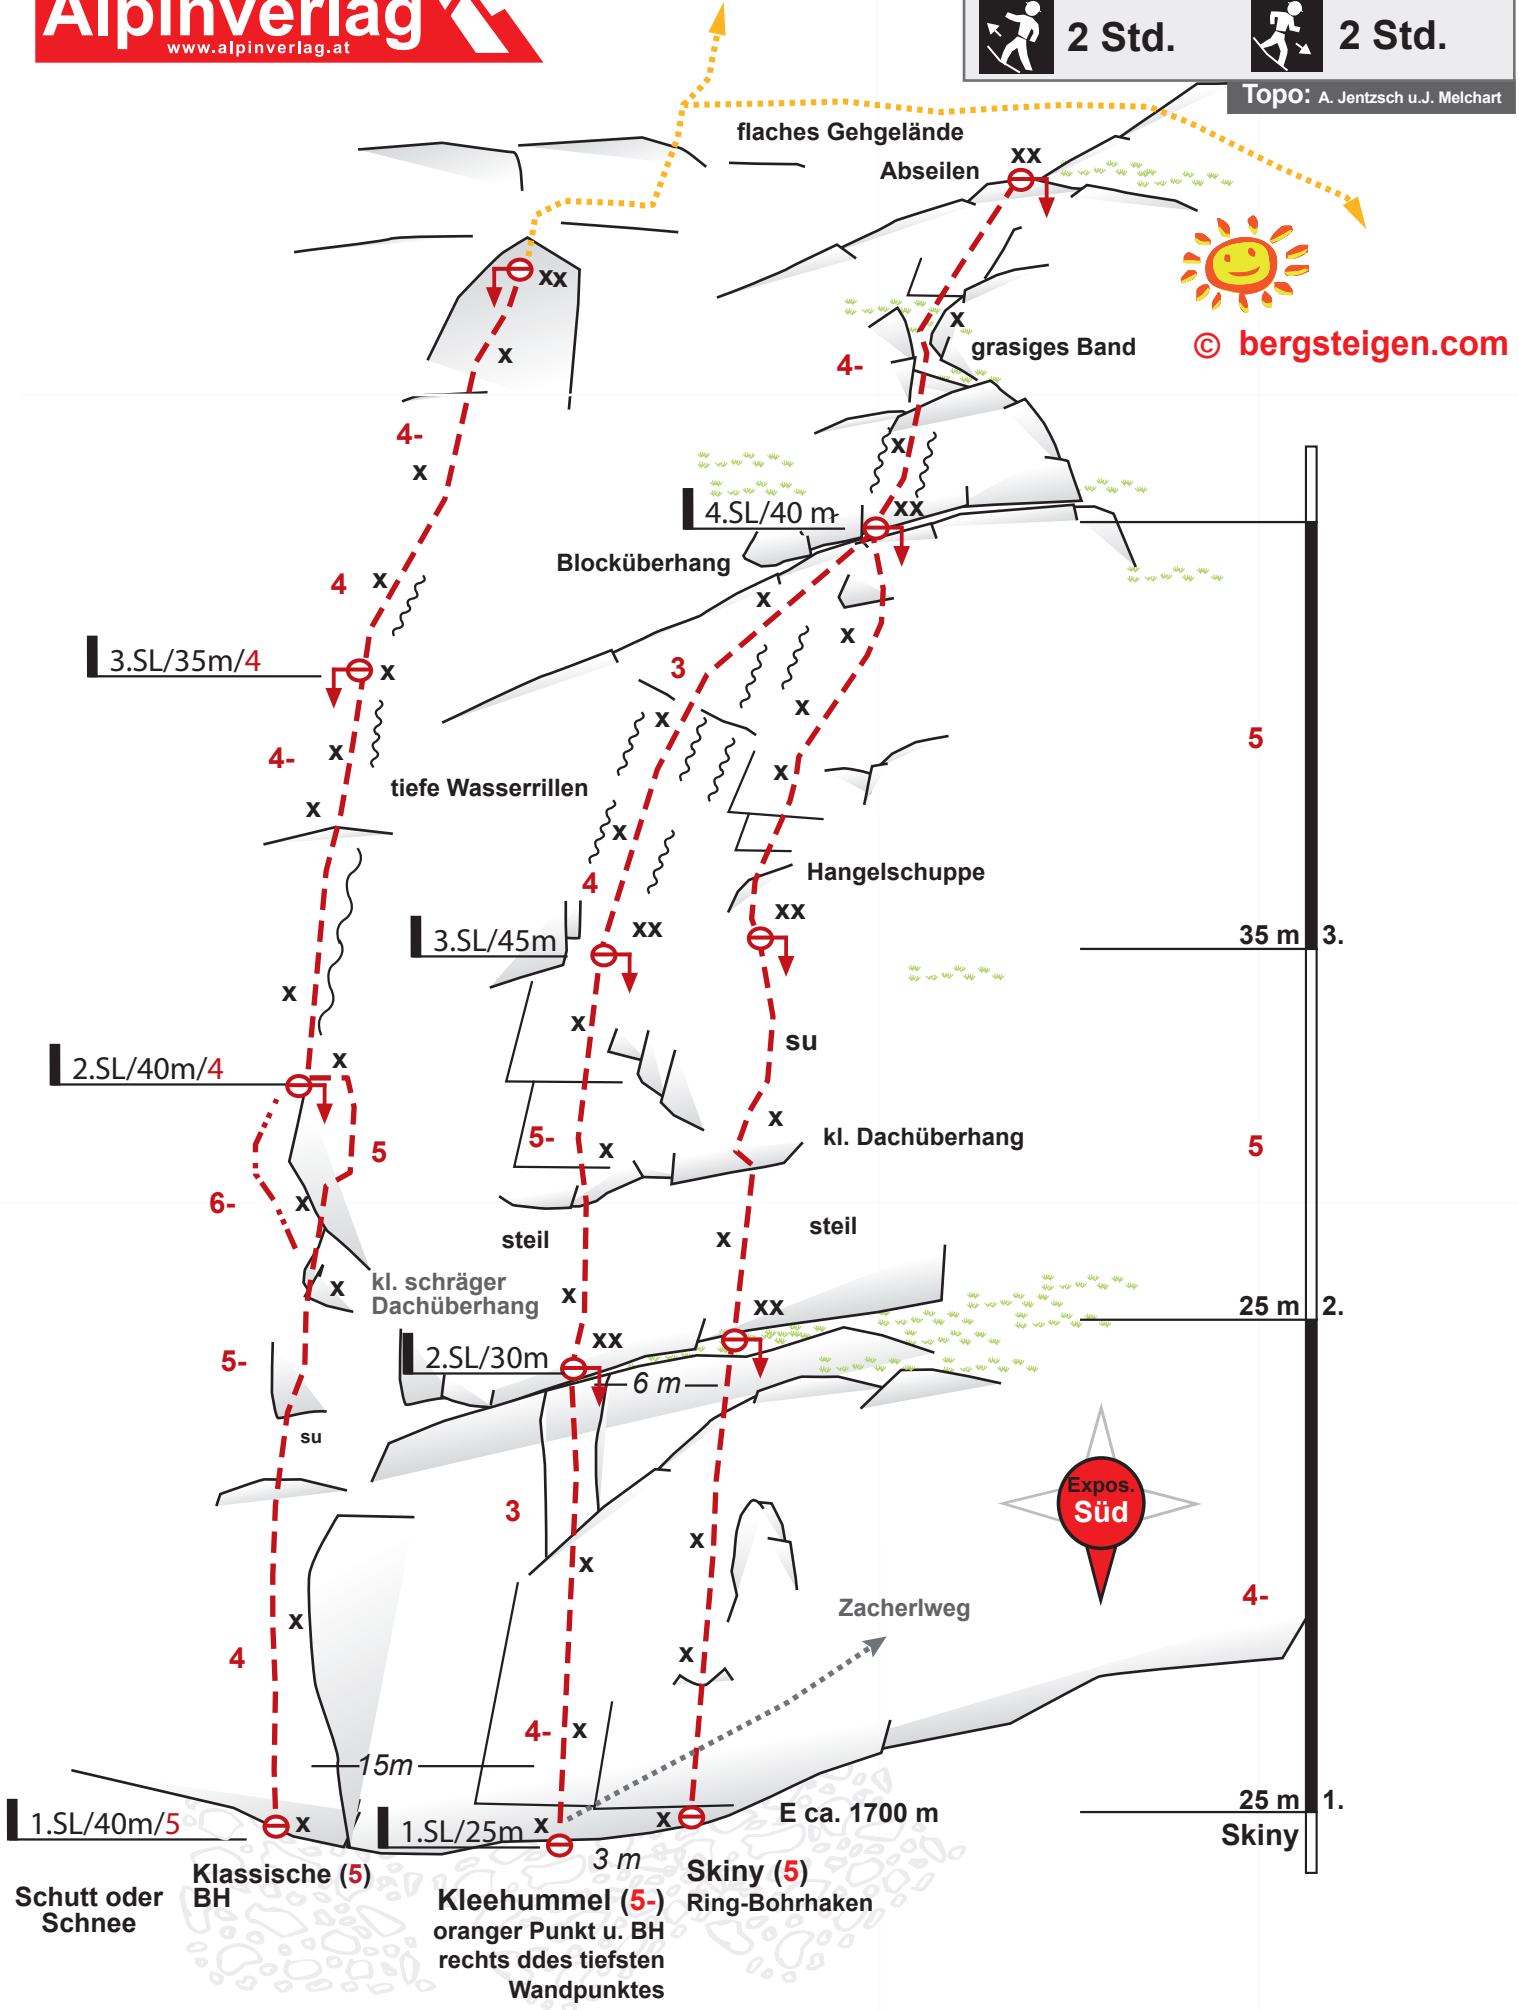 Alpinverlag
www.alpinverlag.at
2 Std.
2 Std.
Topo: A. Jentzsch u.J. Melchart
flaches Gehgelände
Abseilen
xx
xx
x
x
grasiges Band
© bergsteigen.com
4-
4-
x
x
4.SL/40 m
xx
Blocküberhang
4
x
x
x
3.SL/35m/4
x
3
x
x
5
4-
x
x
tiefe Wasserrillen
x
x
4
Hangelschuppe
xx
xx
3.SL/45m
35 m
3.
x
x
su
2.SL/40m/4
x
x
5-
x
kl. Dachüberhang
5
5
6-
x
steil
x
steil
kl. schräger
Dachüberhang
x
x
xx
25 m
2.
5-
2.SL/30m
xx
6 m
su
Expos.
Süd
3
x
x
4-
Zacherlweg
x
4
x
4-
x
15m
1.SL/40m/5
x
1.SL/25m
x
x
E ca. 1700 m
25 m
1.
Skiny
3 m
Klassische (5)
BH
Schutt oder
Schnee
Kleehummel (5-)
oranger Punkt u. BH
rechts ddes tiefsten
Wandpunktes
Skiny (5)
Ring-Bohrhaken